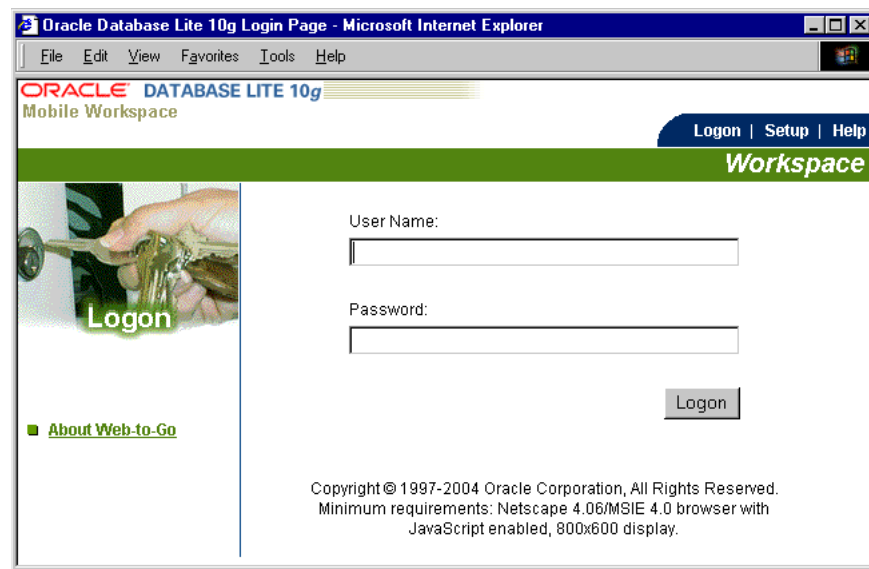 Oracle Database Lite 10g Login Page - Microsoft Internet Explorer
File Edit View Favorites Tools Help
ORACLE DATABASE LITE 10g
Mobile Workspace
Logon | Setup | Help
Workspace
User Name:
Password:
Logon
Logon
About Web-to-Go
Copyright © 1997-2004 Oracle Corporation, All Rights Reserved.
Minimum requirements: Netscape 4.06/MSIE 4.0 browser with
JavaScript enabled, 800x600 display.